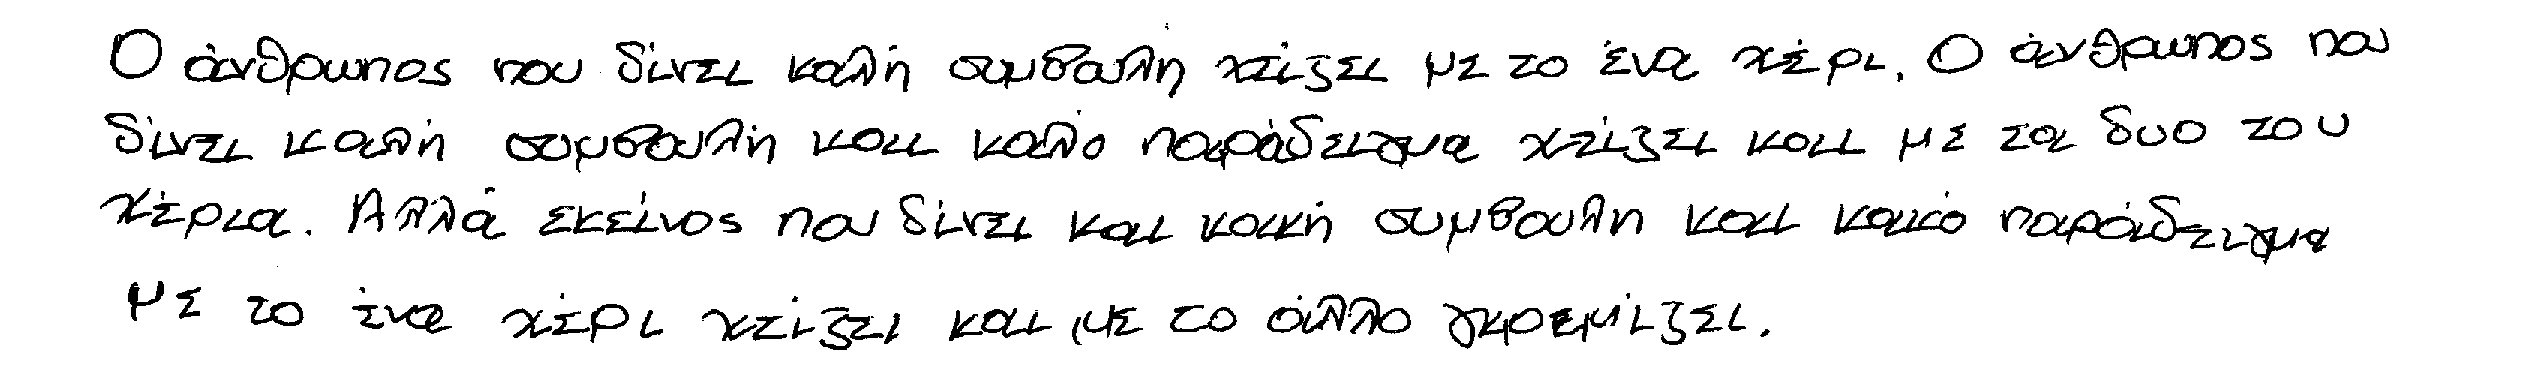 Ο άνθρωπος που δίνει καλή συμβουλή χτίζει με το ένα χέρι. Ο άνθρωπος που
δίνει καλή συμβουλή και καλό παράδειγμα χτίζει και με τα δυο του
χέρια. Αλλά εκείνος που δίνει και κακή συμβουλή και κακό παράδειγμα
με το ένα χέρι χτίζει και με το άλλο γκρεμίζει.